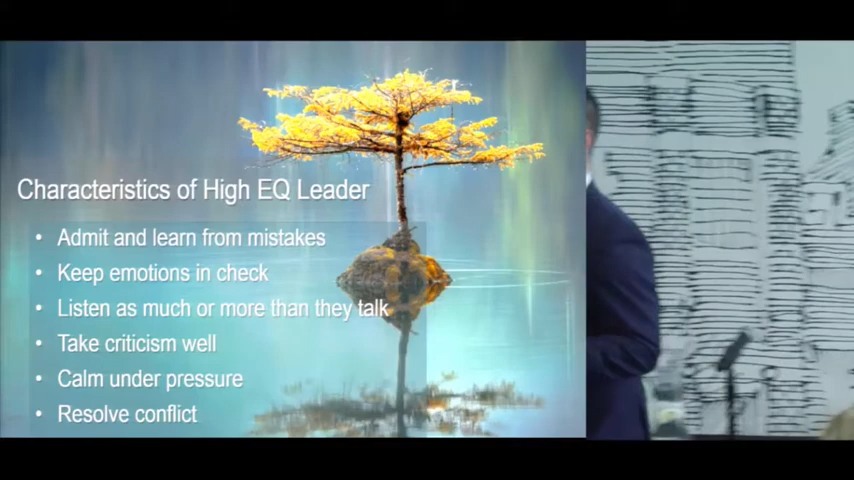 Characteristics of High EQ Leader
• Admit and learn from mistakes
• Keep emotions in check
• Listen as much or more than they talk
• Take criticism well
• Calm under pressure
• Resolve conflict